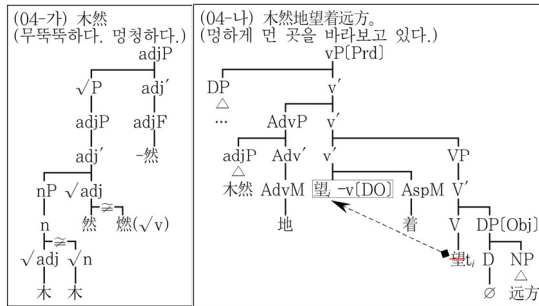 (04-가) 木然
(무뚝뚝하다. 멍청하다.)
adjP
√P adj′
adjP adjF
adj′ -然
nP √adj
n 然 ≆ 燃(√v)
√adj ≆ √n
木 木
(04-나) 木然地望着远方。
(멍하게 먼 곳을 바라보고 있다.)
vP[Prd]
DP v′
△
… AdvP v′
adjP Adv′ v′ VP
△
木然 AdvM 望ᵢ -v[DO] AspM V′
地 着 V DP[Obj]
望tᵢ D NP
△
∅ 远方